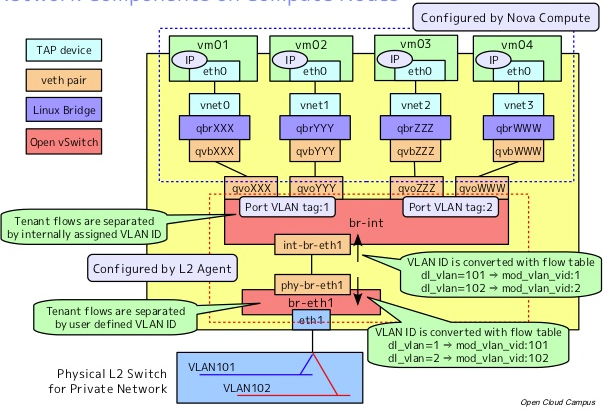 Network Components on Compute Nodes
Configured by Nova Compute
TAP device
veth pair
Linux Bridge
Open vSwitch
vm01
vm02
vm03
vm04
IP
IP
IP
IP
eth0
eth0
eth0
eth0
vnet0
vnet1
vnet2
vnet3
qbrXXX
qbrYYY
qbrZZZ
qbrWWW
qvbXXX
qvbYYY
qvbZZZ
qvbWWW
qvoXXX
qvoYYY
qvoZZZ
qvoWWW
Port VLAN tag:1
Port VLAN tag:2
br-int
Tenant flows are separated
by internally assigned VLAN ID
int-br-eth1
VLAN ID is converted with flow table
dl_vlan=101 ⇒ mod_vlan_vid:1
dl_vlan=102 ⇒ mod_vlan_vid:2
Configured by L2 Agent
phy-br-eth1
br-eth1
Tenant flows are separated
by user defined VLAN ID
eth1
VLAN ID is converted with flow table
dl_vlan=1 ⇒ mod_vlan_vid:101
dl_vlan=2 ⇒ mod_vlan_vid:102
Physical L2 Switch
for Private Network
VLAN101
VLAN102
Open Cloud Campus